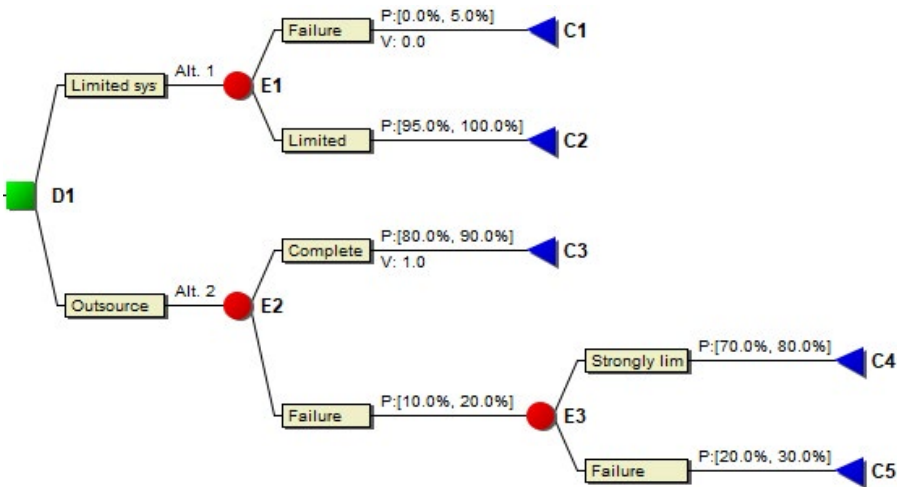 P:[0.0%, 5.0%]
Failure
C1
V: 0.0
Alt. 1
Limited sys
E1
P:[95.0%, 100.0%]
Limited
C2
D1
P:[80.0%, 90.0%]
Complete
C3
V: 1.0
Alt. 2
Outsource
E2
P:[70.0%, 80.0%]
Strongly lim
C4
P:[10.0%, 20.0%]
Failure
E3
P:[20.0%, 30.0%]
Failure
C5